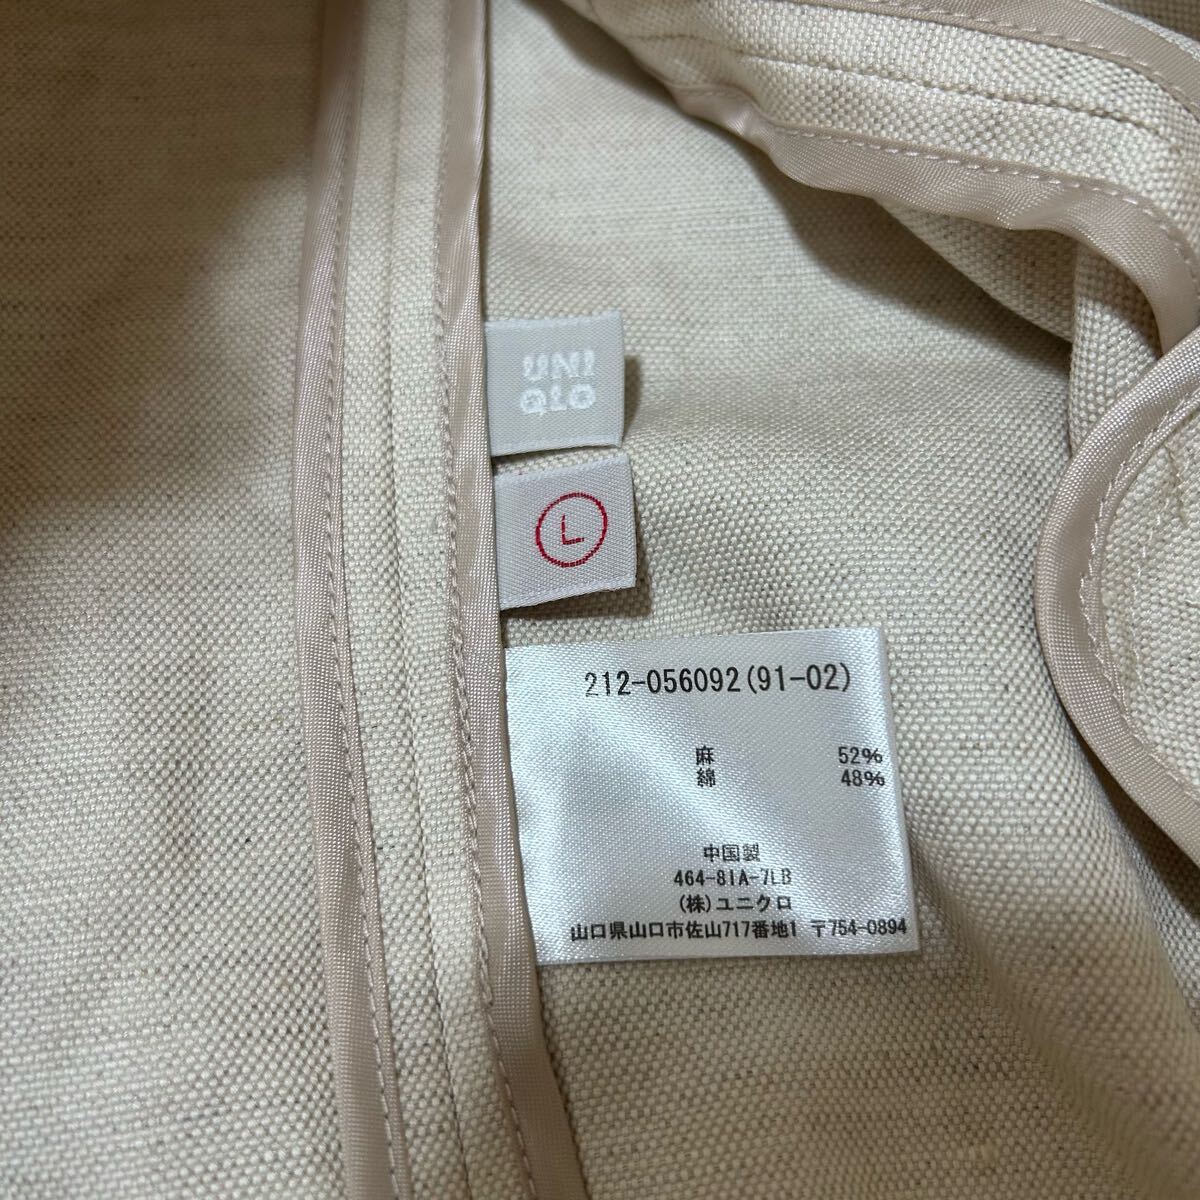 UNI
QLO
L
212-056092(91-02)
麻 52%
綿 48%
中国製
464-81A-7LB
(株)ユニクロ
山口県山口市佐山717番地1 〒754-0894